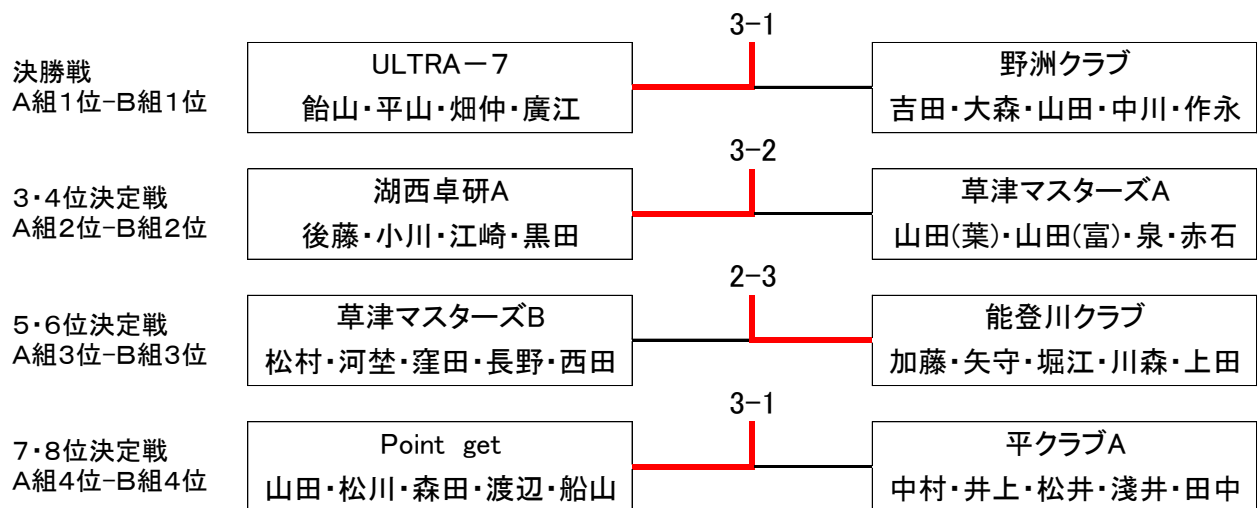 3-1
決勝戦
A組1位-B組1位
ULTRA-7
飴山・平山・畑仲・廣江
野洲クラブ
吉田・大森・山田・中川・作永
3-2
3・4位決定戦
A組2位-B組2位
湖西卓研A
後藤・小川・江崎・黒田
草津マスターズA
山田(葉)・山田(富)・泉・赤石
2-3
5・6位決定戦
A組3位-B組3位
草津マスターズB
松村・河埜・窪田・長野・西田
能登川クラブ
加藤・矢守・堀江・川森・上田
3-1
7・8位決定戦
A組4位-B組4位
Point get
山田・松川・森田・渡辺・船山
平クラブA
中村・井上・松井・淺井・田中